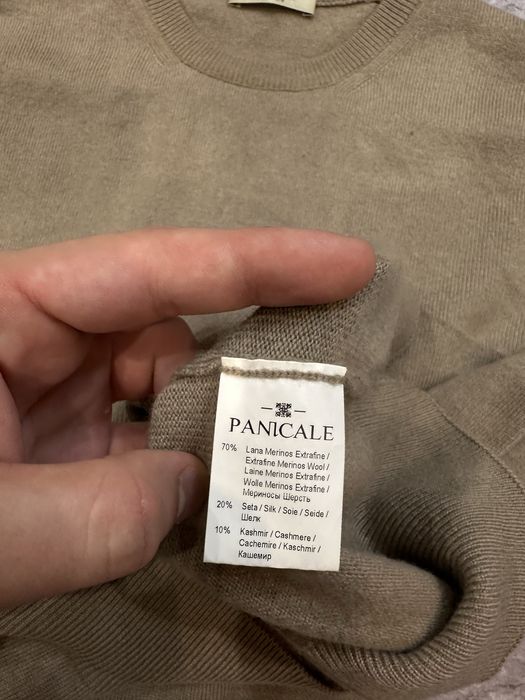 PANICALE
70% Lana Merinos Extrafine /
Extrafine Merinos Wool /
Laine Merinos Extrafine /
Wolle Merinos Extrafine /
Мериносы Шерсть
20% Seta / Silk / Soie / Seide /
Шелк
10% Kashmir / Cashmere /
Cachemire / Kaschmir /
Кашемир